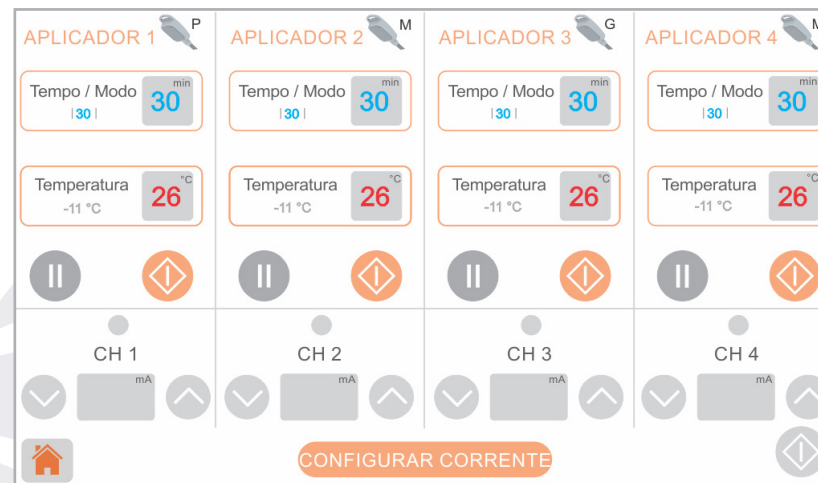 APLICADOR 1 P
Tempo / Modo min
|30| 30
Temperatura °C
-11 °C 26
CH 1
mA
APLICADOR 2 M
Tempo / Modo min
|30| 30
Temperatura °C
-11 °C 26
CH 2
mA
APLICADOR 3 G
Tempo / Modo min
|30| 30
Temperatura °C
-11 °C 26
CH 3
mA
APLICADOR 4
Tempo / Modo min
|30| 30
Temperatura °C
-11 °C 26
CH 4
mA
CONFIGURAR CORRENTE